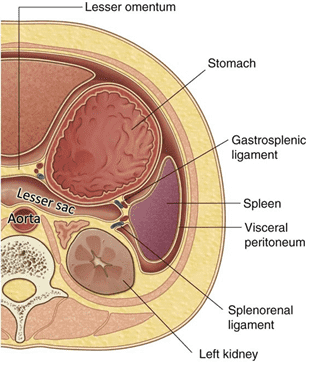 Lesser omentum
Stomach
Gastrosplenic
ligament
Lesser sac
Spleen
Aorta
Visceral
peritoneum
Splenorenal
ligament
Left kidney